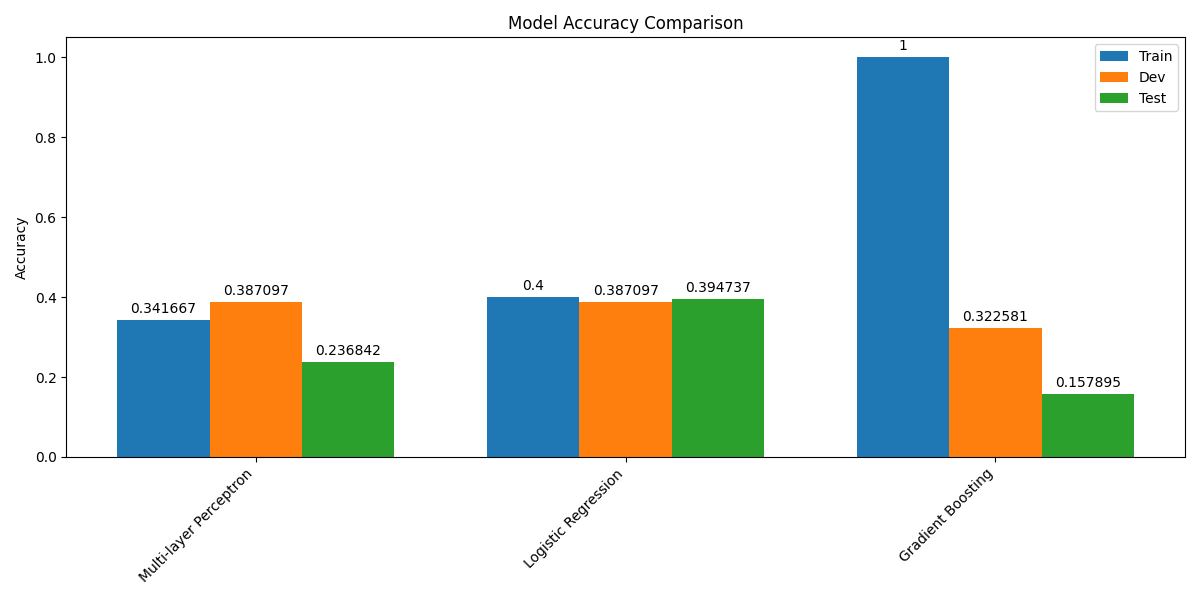 Model Accuracy Comparison
Accuracy
1.0
0.8
0.6
0.4
0.2
0.0
0.341667
0.387097
0.236842
0.4
0.387097
0.394737
1
0.322581
0.157895
Train
Dev
Test
Multi-layer Perceptron
Logistic Regression
Gradient Boosting